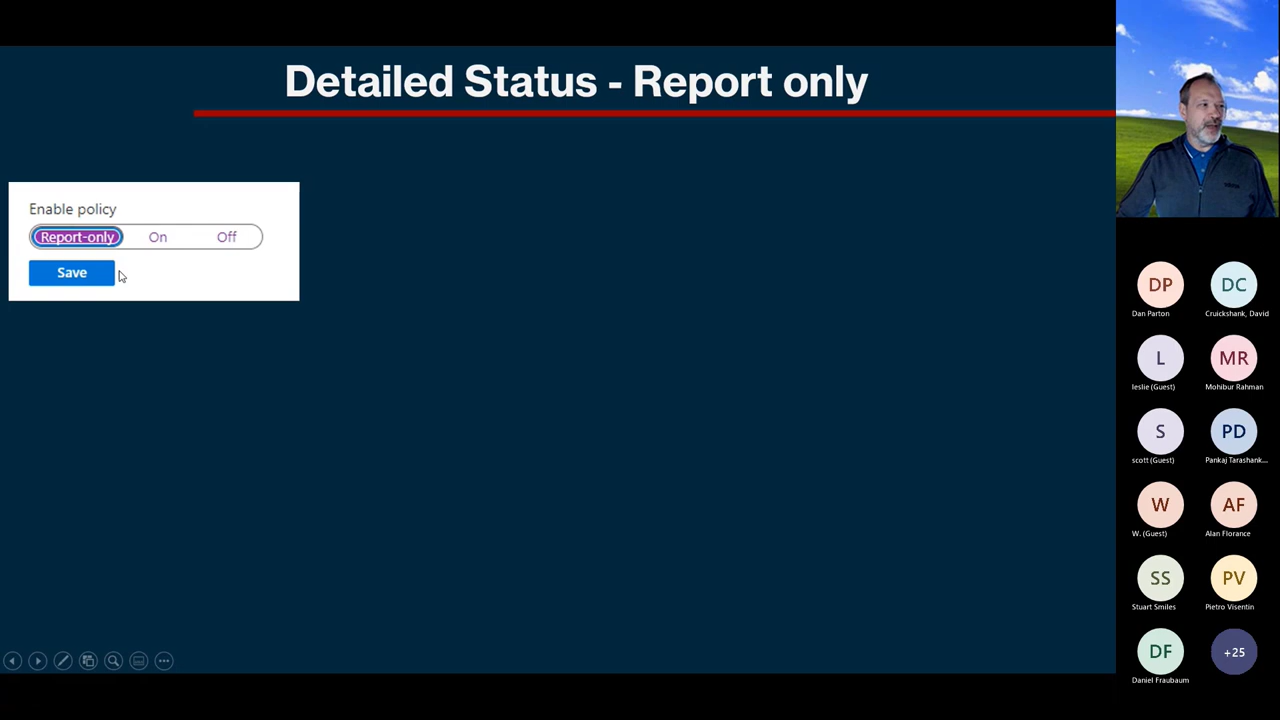 Detailed Status - Report only
Enable policy
Report-only On Off
Save
DP DC
Dan Parton Cruickshank, David
L MR
leslie (Guest) Mohibur Rahman
S PD
scott (Guest) Pankaj Tarashank...
W AF
W. (Guest) Alan Florance
SS PV
Stuart Smiles Pietro Visentin
DF +25
Daniel Fraubaum